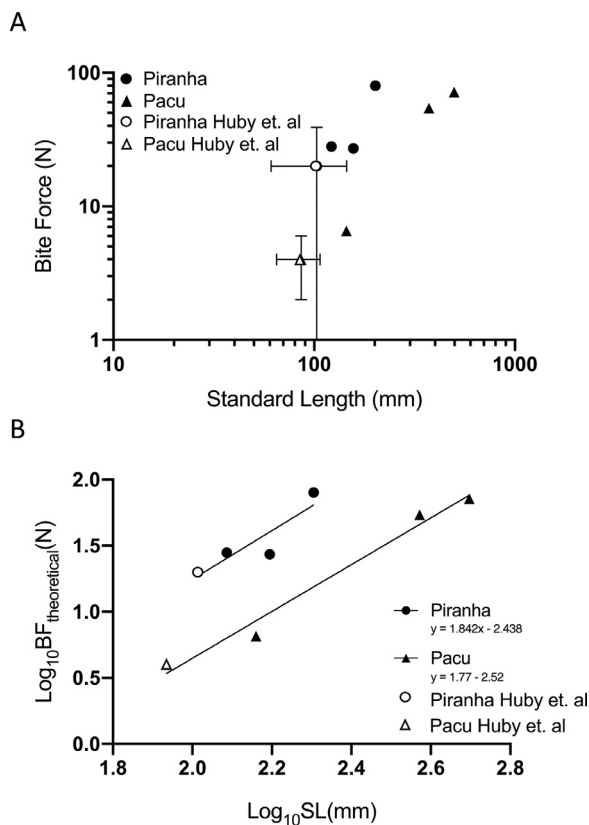 A
Piranha
Pacu
Piranha Huby et. al
Pacu Huby et. al
Bite Force (N)
100
10
1
10
100
1000
Standard Length (mm)
B
Log10BFtheoretical(N)
2.0
1.5
1.0
0.5
0.0
Piranha
y = 1.842x - 2.438
Pacu
y = 1.77 - 2.52
Piranha Huby et. al
Pacu Huby et. al
1.8
2.0
2.2
2.4
2.6
2.8
Log10SL(mm)